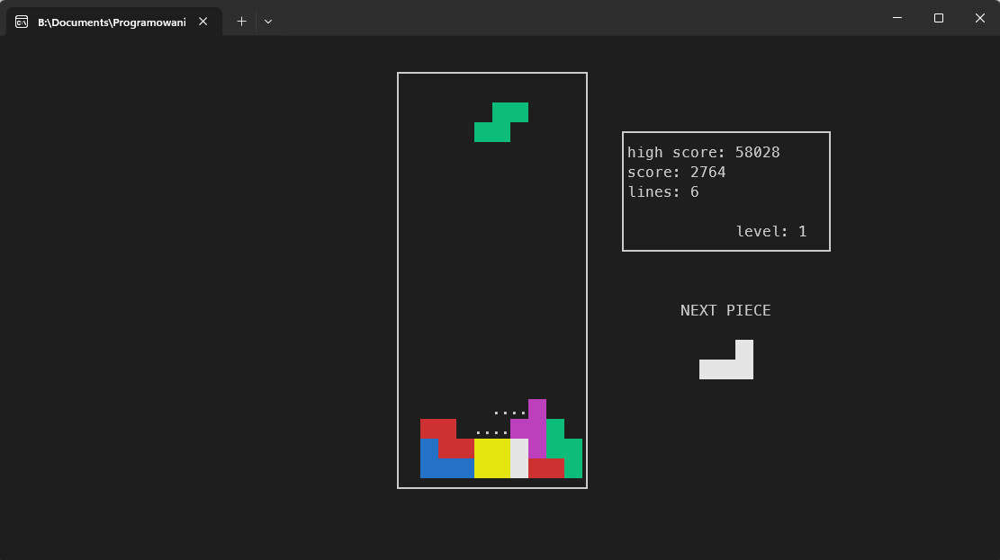 B:\Documents\Programowani
high score: 58028
score: 2764
lines: 6
level: 1
NEXT PIECE
....
....